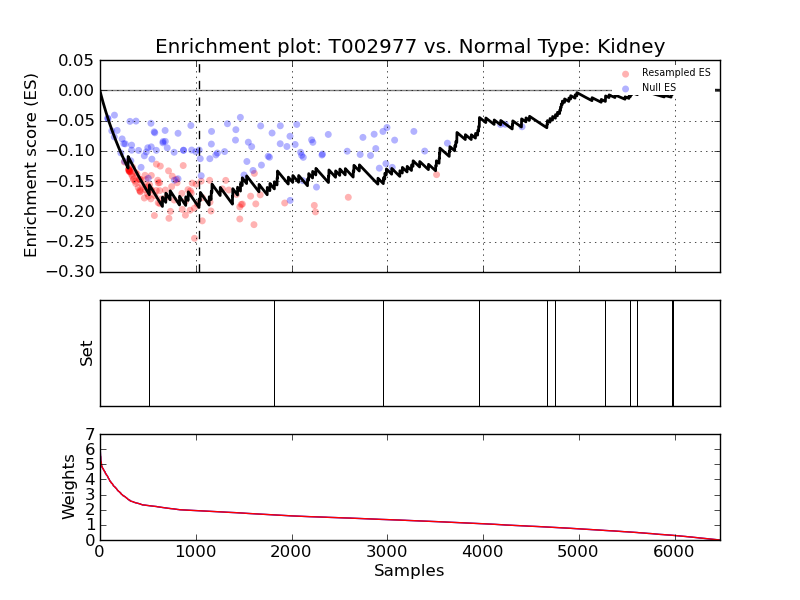 Enrichment plot: T002977 vs. Normal Type: Kidney
Enrichment score (ES)
0.05
0.00
−0.05
−0.10
−0.15
−0.20
−0.25
−0.30
Resampled ES
Null ES
Set
Weights
7
6
5
4
3
2
1
0
0 1000 2000 3000 4000 5000 6000
Samples